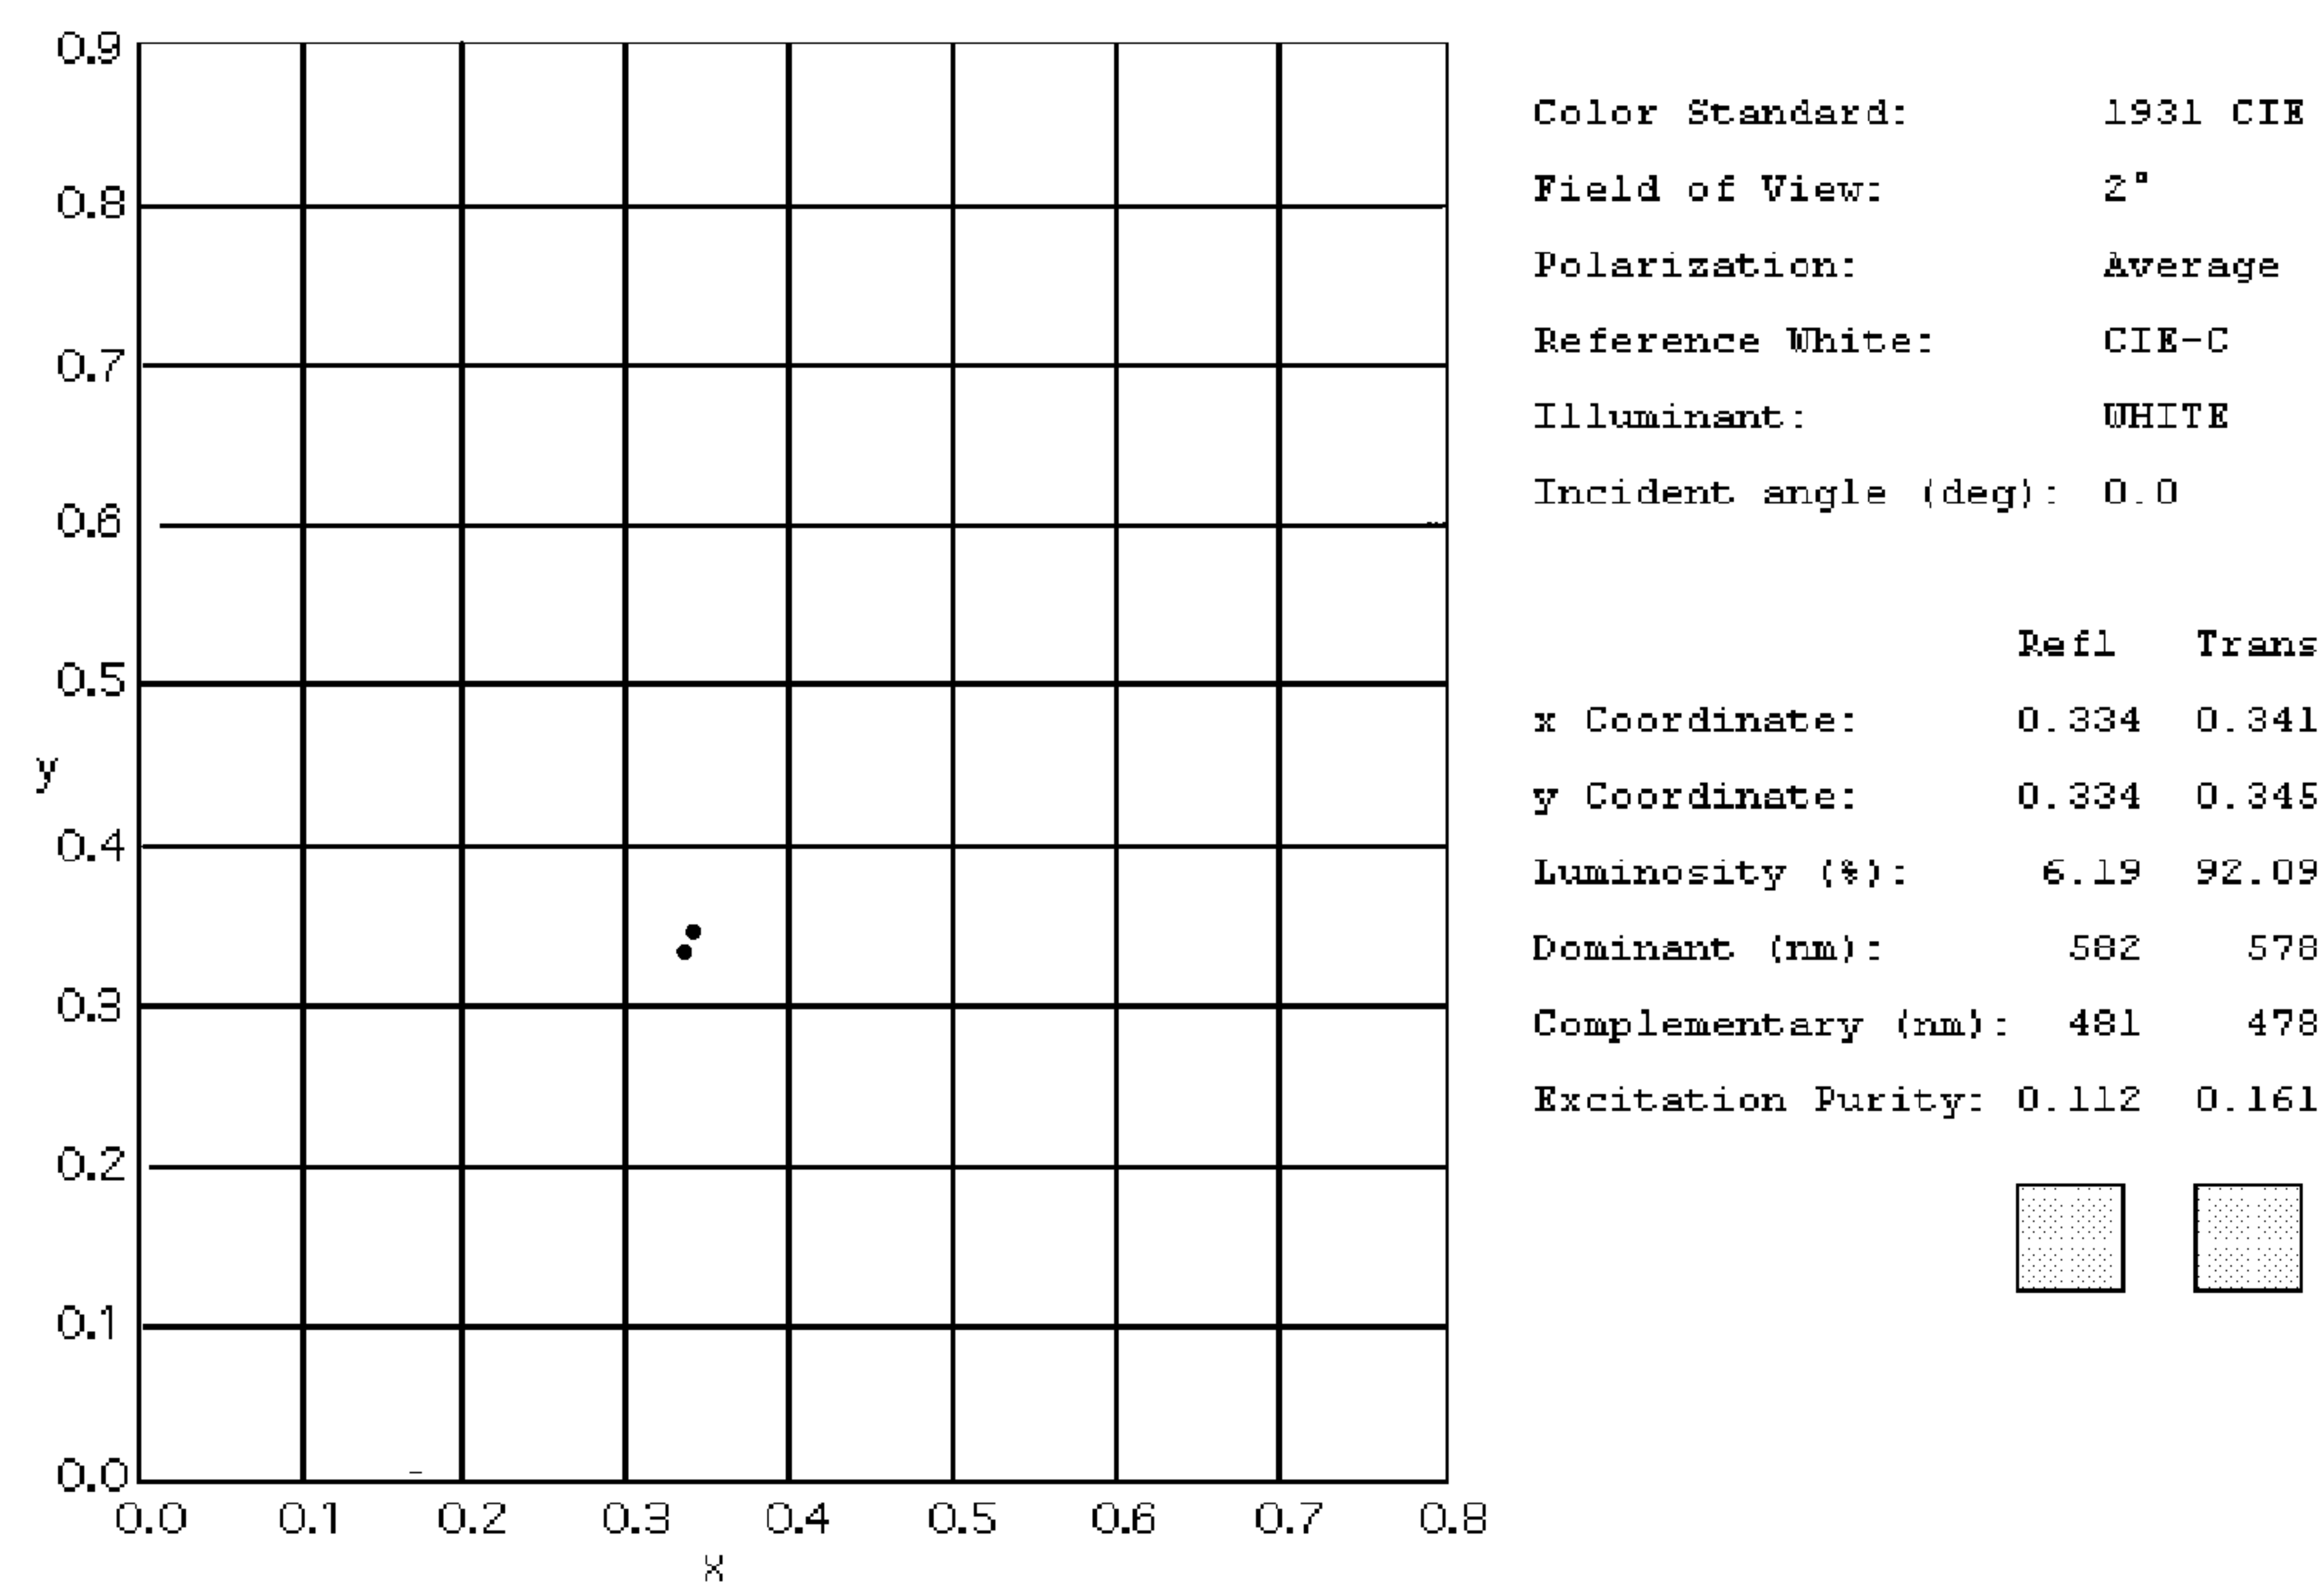 0.9
0.8
0.7
0.6
0.5
y
0.4
0.3
0.2
0.1
0.0
0.0 0.1 0.2 0.3 0.4 0.5 0.6 0.7 0.8
x
Color Standard: 1931 CIE
Field of View: 2°
Polarization: Average
Reference White: CIE-C
Illuminant: WHITE
Incident angle (deg): 0.0
Refl Trans
x Coordinate: 0.334 0.341
y Coordinate: 0.334 0.345
Luminosity (%): 6.19 92.09
Dominant (nm): 582 578
Complementary (nm): 481 478
Excitation Purity: 0.112 0.161